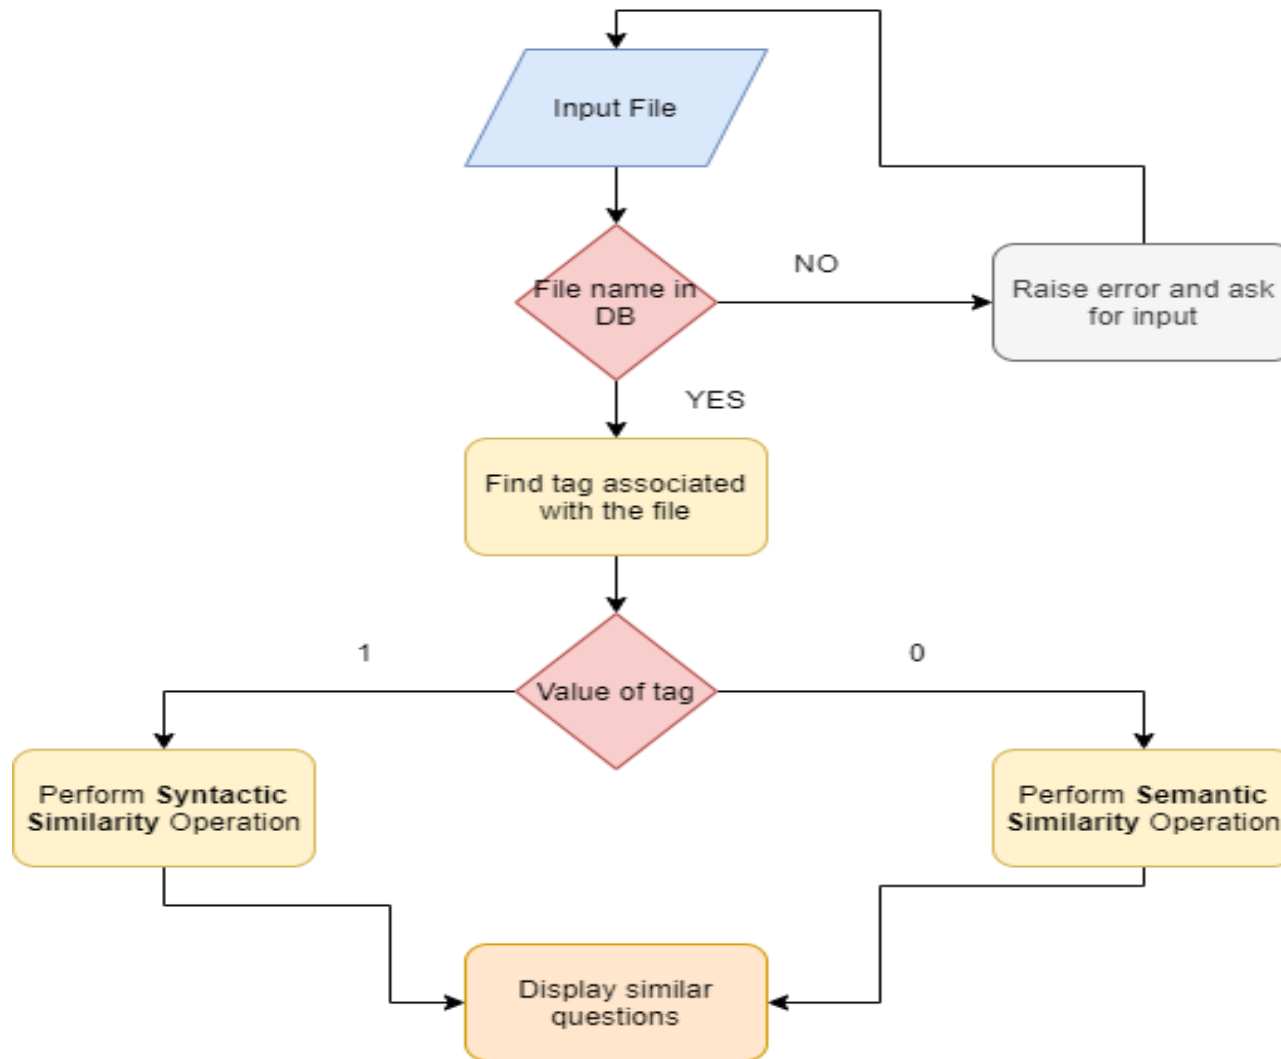 Input File
File name in
DB
NO
Raise error and ask
for input
YES
Find tag associated
with the file
1
Value of tag
0
Perform Syntactic
Similarity Operation
Perform Semantic
Similarity Operation
Display similar
questions